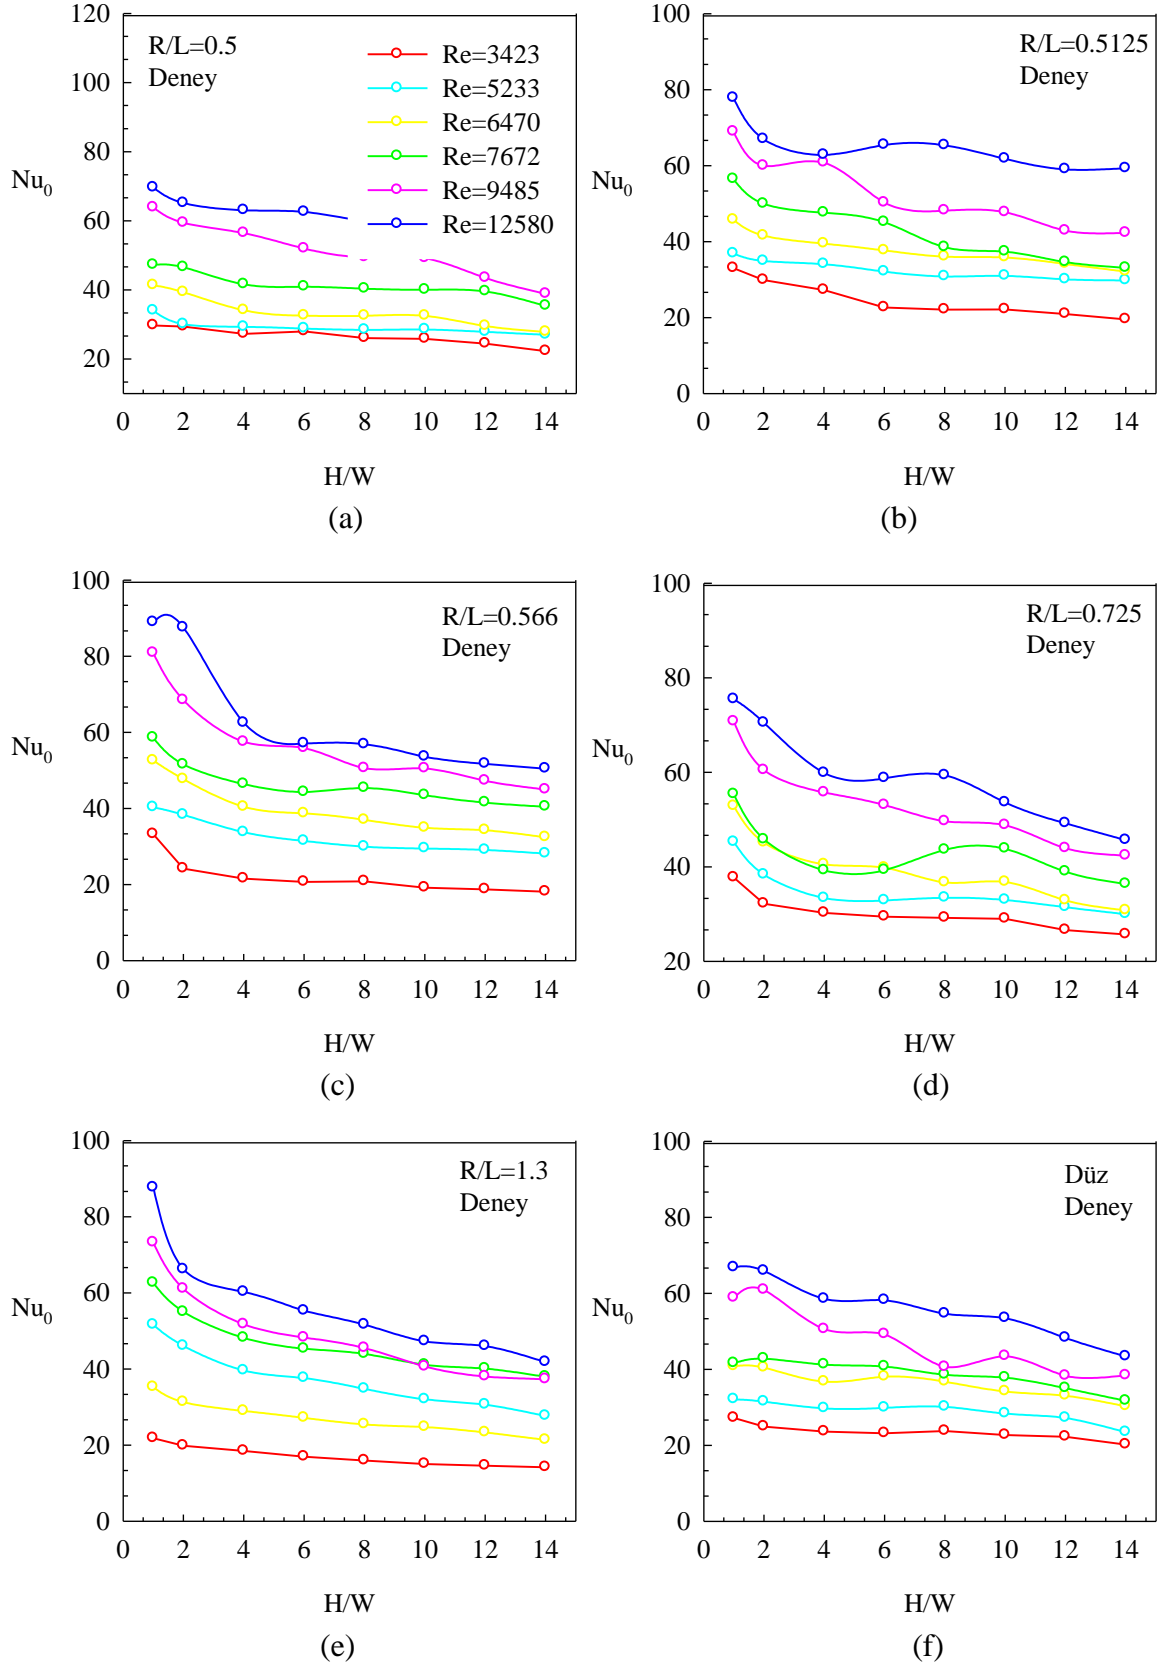 120
100
80
60
40
20
Nu0
R/L=0.5
Deney
Re=3423
Re=5233
Re=6470
Re=7672
Re=9485
Re=12580
0 2 4 6 8 10 12 14
H/W
(a)
100
80
60
40
20
0
Nu0
R/L=0.5125
Deney
0 2 4 6 8 10 12 14
H/W
(b)
100
80
60
40
20
0
Nu0
R/L=0.566
Deney
0 2 4 6 8 10 12 14
H/W
(c)
100
80
60
40
20
Nu0
R/L=0.725
Deney
0 2 4 6 8 10 12 14
H/W
(d)
100
80
60
40
20
0
Nu0
R/L=1.3
Deney
0 2 4 6 8 10 12 14
H/W
(e)
100
80
60
40
20
0
Nu0
Düz
Deney
0 2 4 6 8 10 12 14
H/W
(f)